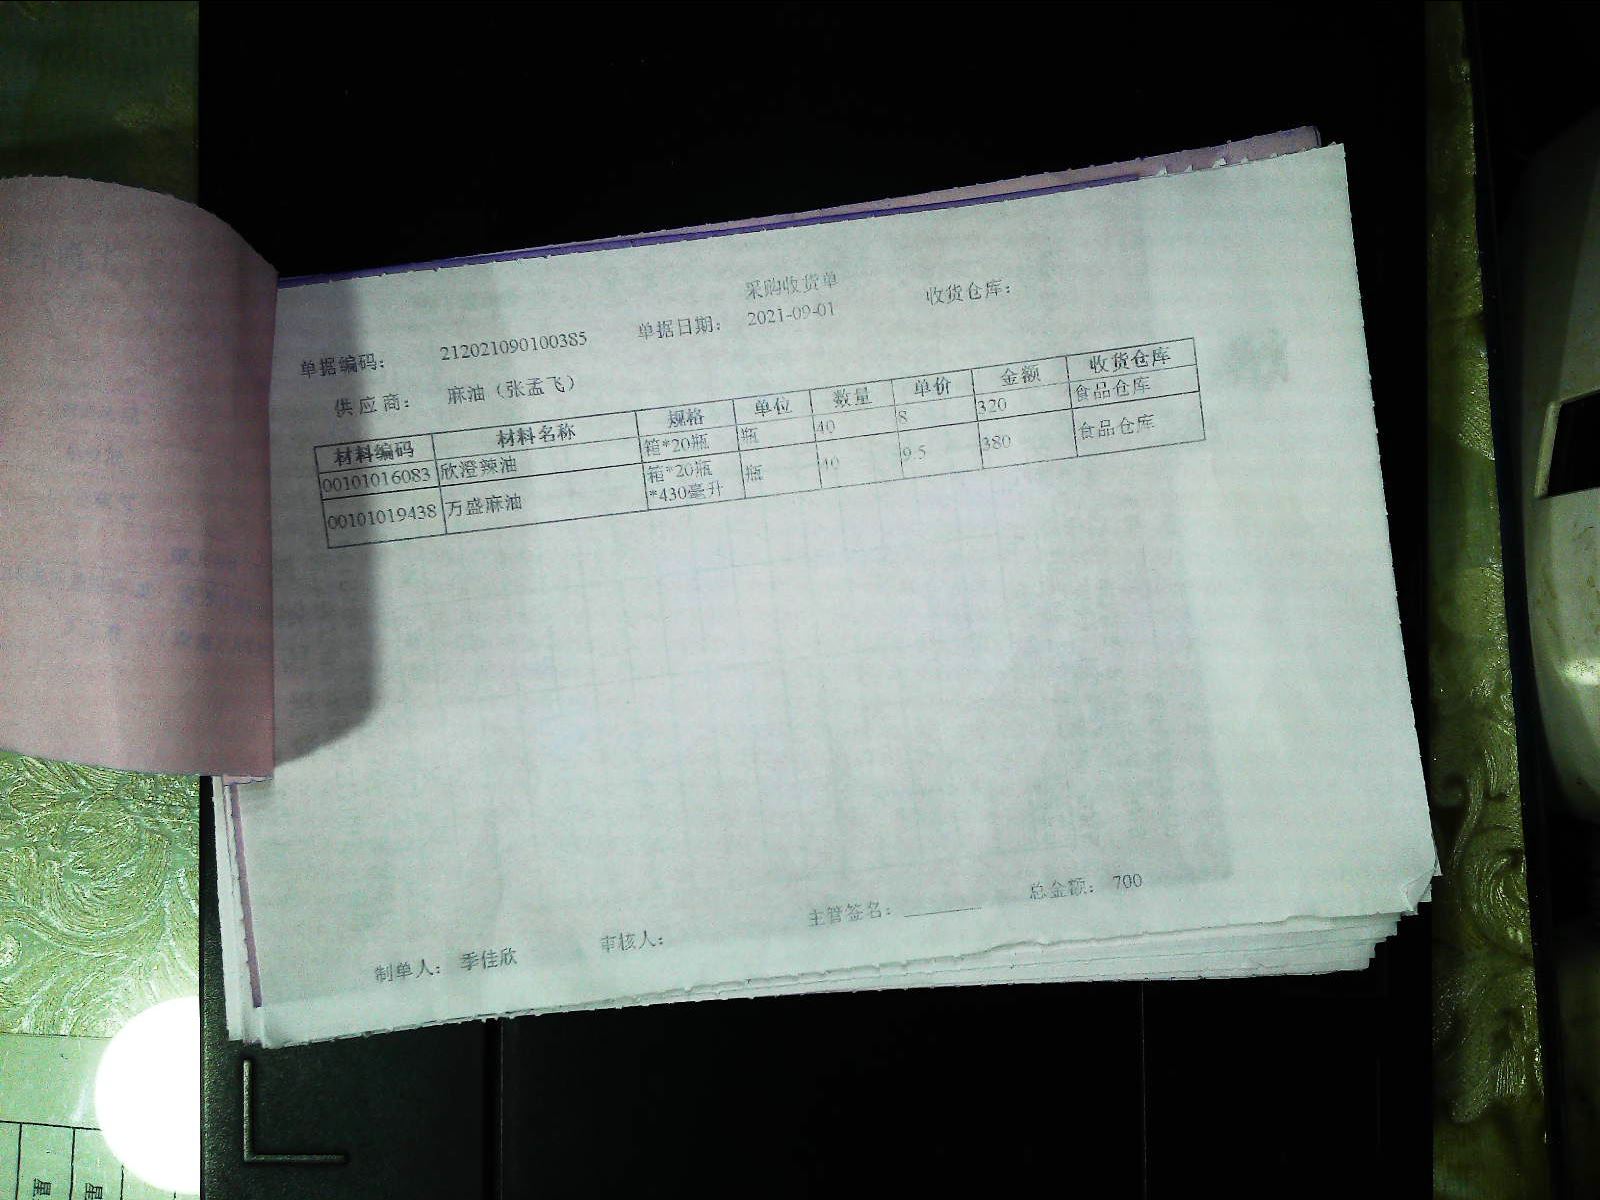 采购收货单
单据编码： 212021090100385 单据日期： 2021-09-01 收货仓库：
供应商： 麻油（张孟飞）
材料编码 材料名称 规格 单位 数量 单价 金额 收货仓库
00101016083 欣澄辣油 箱*20瓶 瓶 40 8 320 食品仓库
00101019438 万盛麻油 箱*20瓶 *430毫升 瓶 40 9.5 380 食品仓库
制单人： 季佳欣 审核人： 主管签名： 总金额： 700